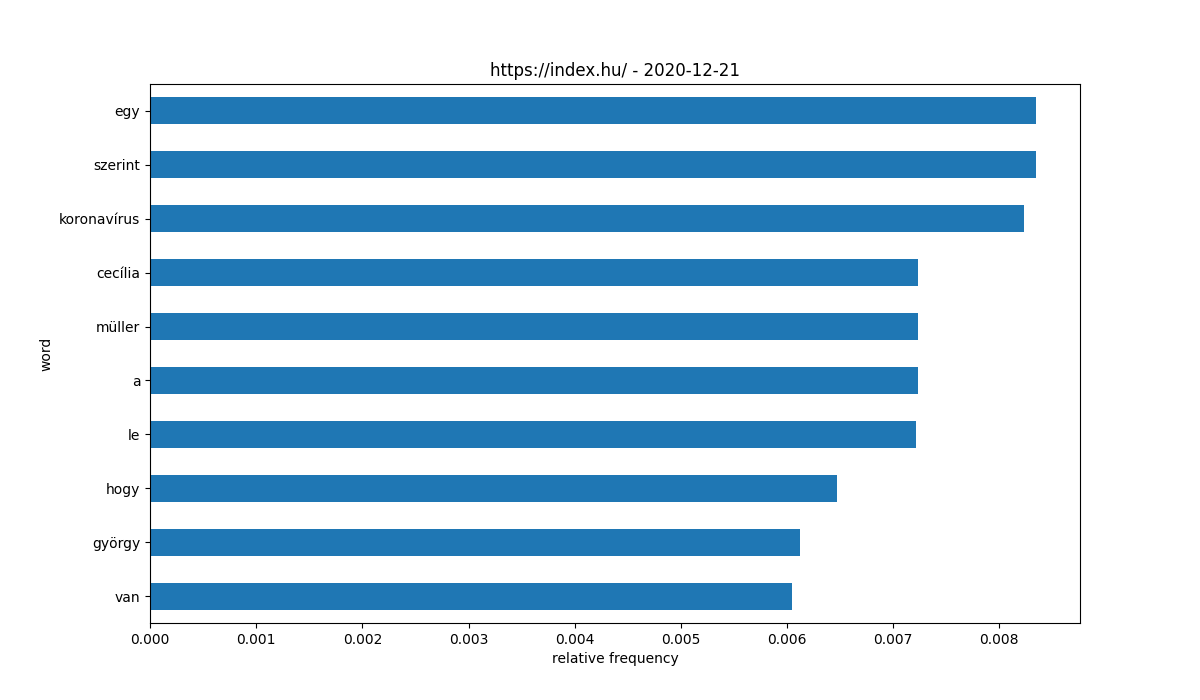 https://index.hu/ - 2020-12-21
egy
szerint
koronavírus
cecília
müller
a
le
hogy
györgy
van
word
0.000 0.001 0.002 0.003 0.004 0.005 0.006 0.007 0.008
relative frequency